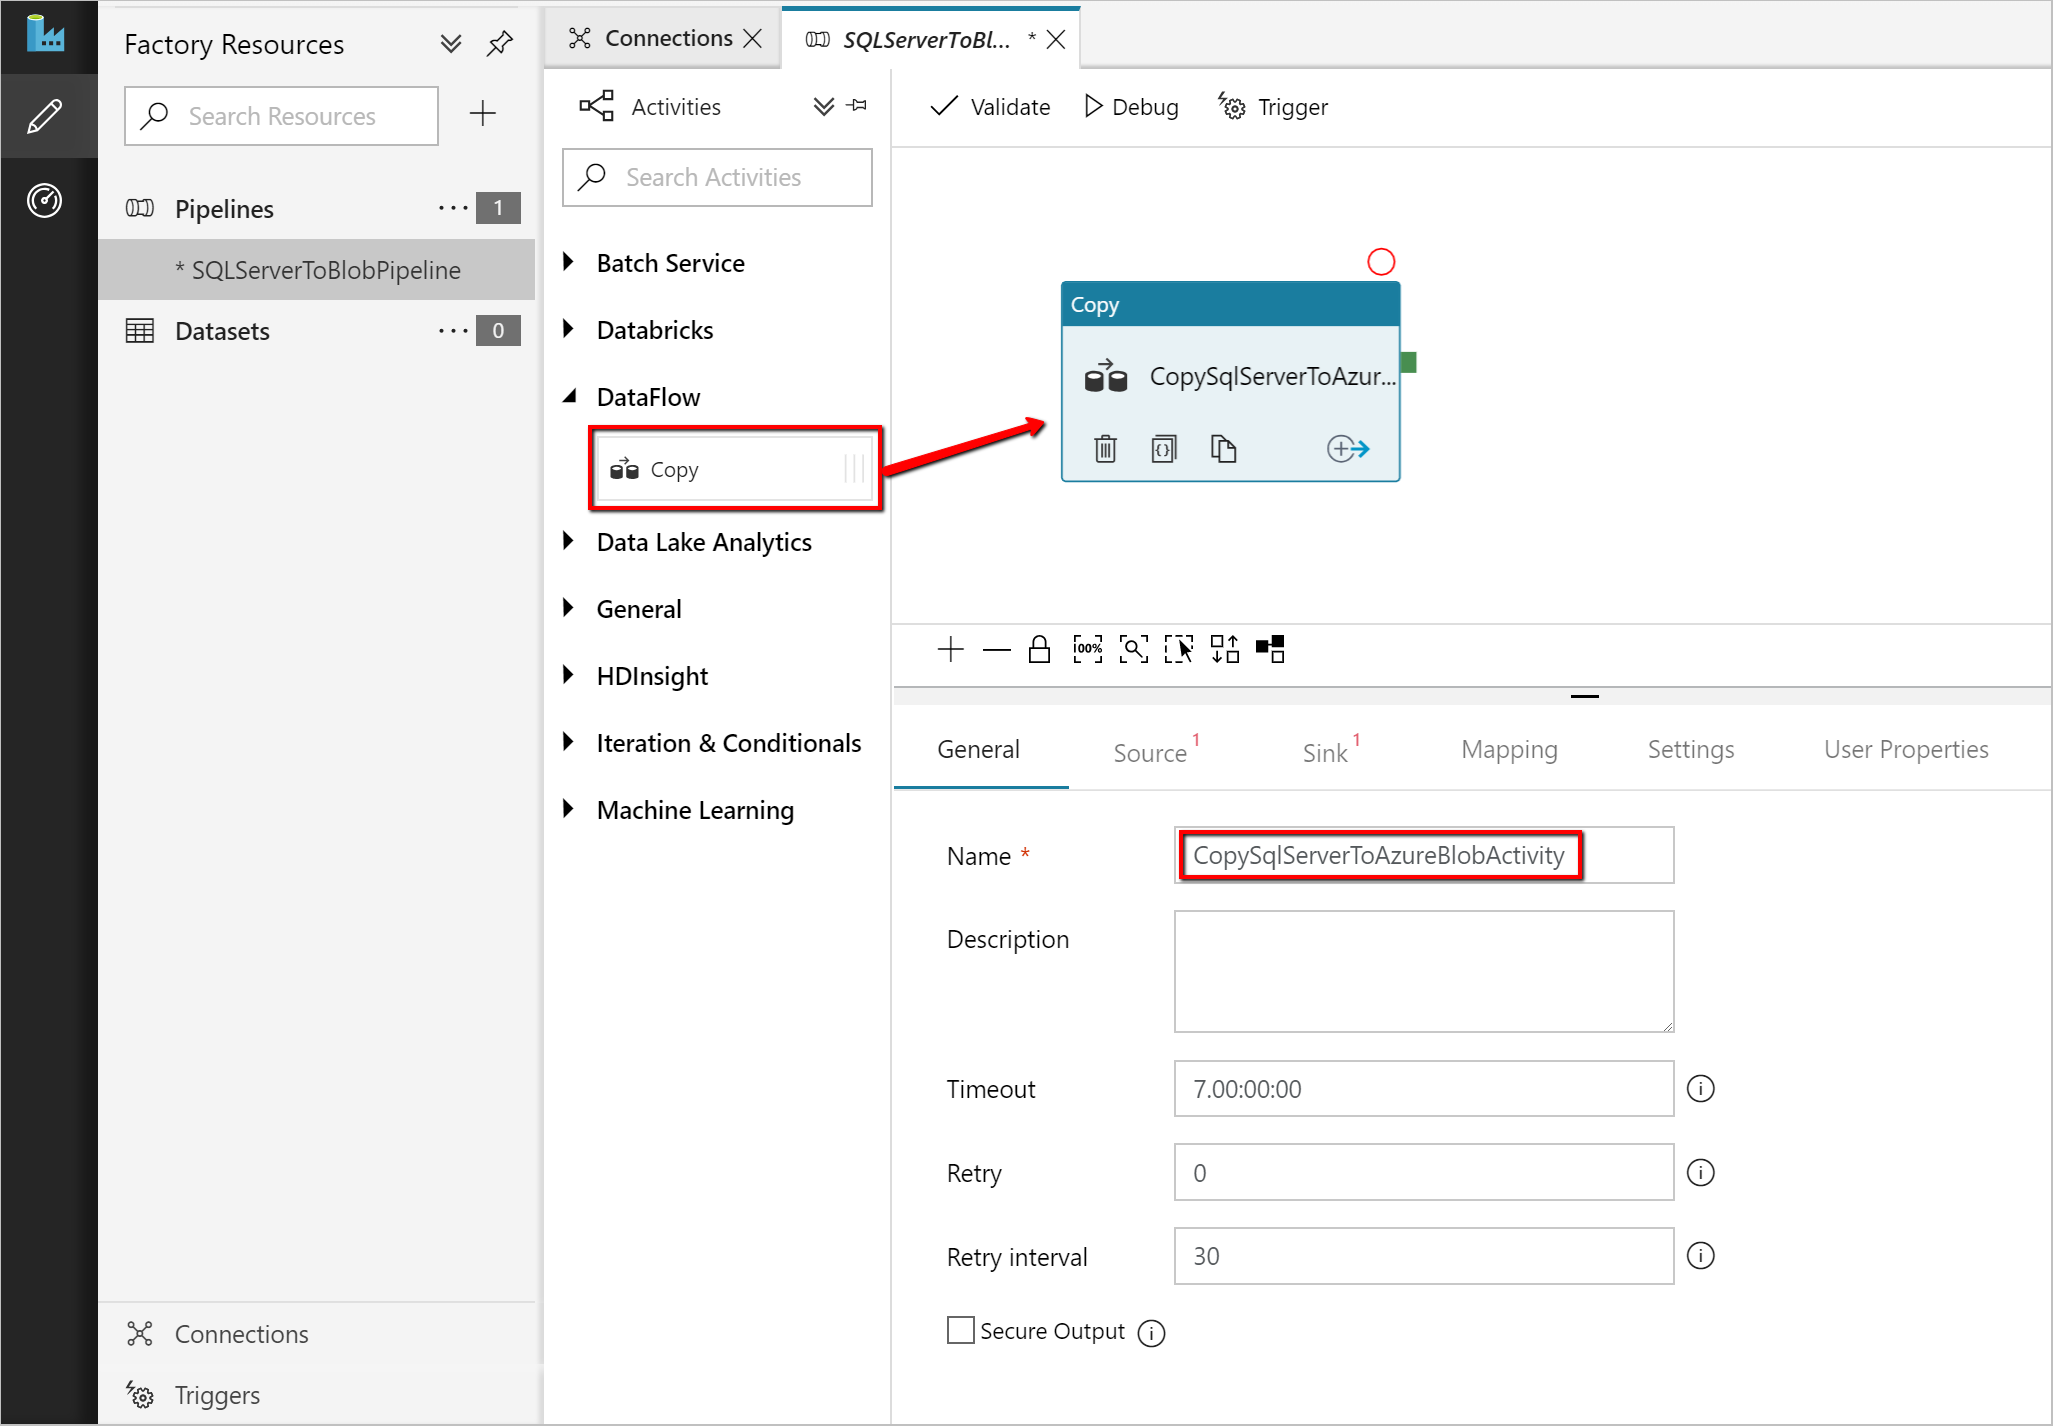 Factory Resources
Search Resources
Pipelines ··· 1
* SQLServerToBlobPipeline
Datasets ··· 0
Connections
Triggers
Connections
SQLServerToBl... *
Activities
Search Activities
Batch Service
Databricks
DataFlow
Copy
Data Lake Analytics
General
HDInsight
Iteration & Conditionals
Machine Learning
Validate Debug Trigger
Copy
CopySqlServerToAzur...
{}
100%
General Source 1 Sink 1 Mapping Settings User Properties
Name * CopySqlServerToAzureBlobActivity
Description
Timeout 7.00:00:00
Retry 0
Retry interval 30
Secure Output